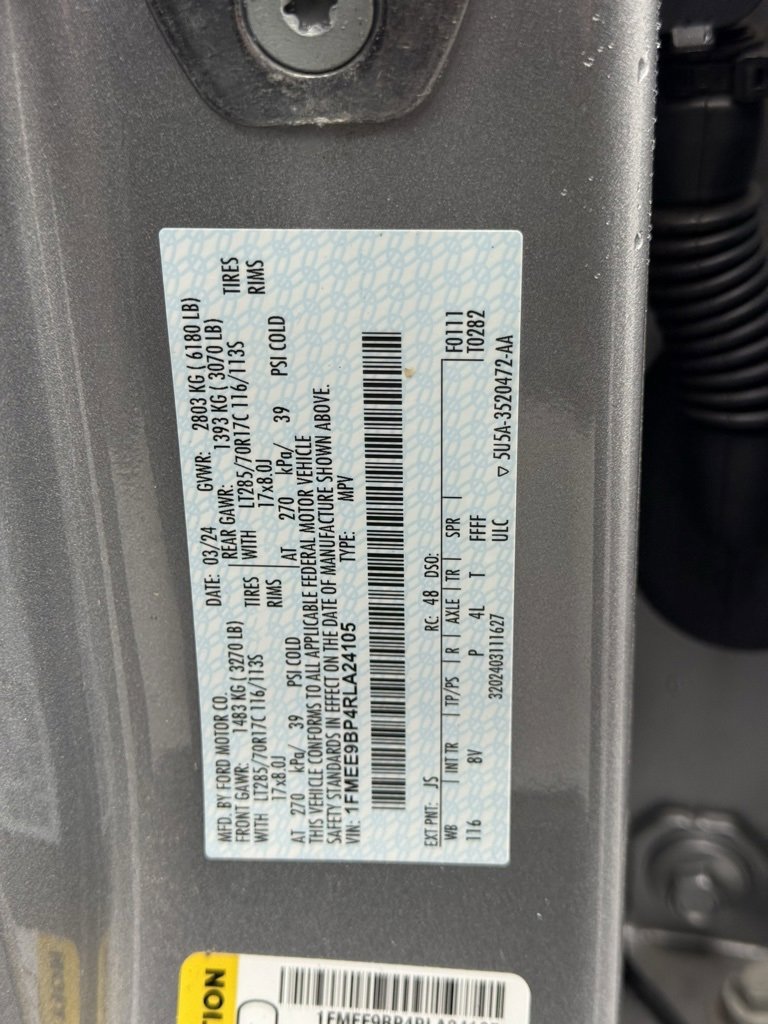 MFD. BY FORD MOTOR CO.
DATE: 03/24 GVWR: 2803 KG ( 6180 LB)
FRONT GAWR: 1483 KG ( 3270 LB) REAR GAWR: 1393 KG ( 3070 LB)
WITH LT285/70R17C 116/113S TIRES WITH LT285/70R17C 116/113S TIRES
17x8.0J RIMS 17x8.0J RIMS
AT 270 kPa/ 39 PSI COLD AT 270 kPa/ 39 PSI COLD
THIS VEHICLE CONFORMS TO ALL APPLICABLE FEDERAL MOTOR VEHICLE
SAFETY STANDARDS IN EFFECT ON THE DATE OF MANUFACTURE SHOWN ABOVE.
VIN: 1FMEE9BP4RLA24105 TYPE: MPV
EXT PNT: JS RC: 48 DSO: F0111
WB INT TR TP/PS R AXLE TR SPR T0282
116 8V P 4L T FFFF
3202403111627 ULC ▽ 5U5A-3520472-AA
TION
1FMEE9BP4RLA24105